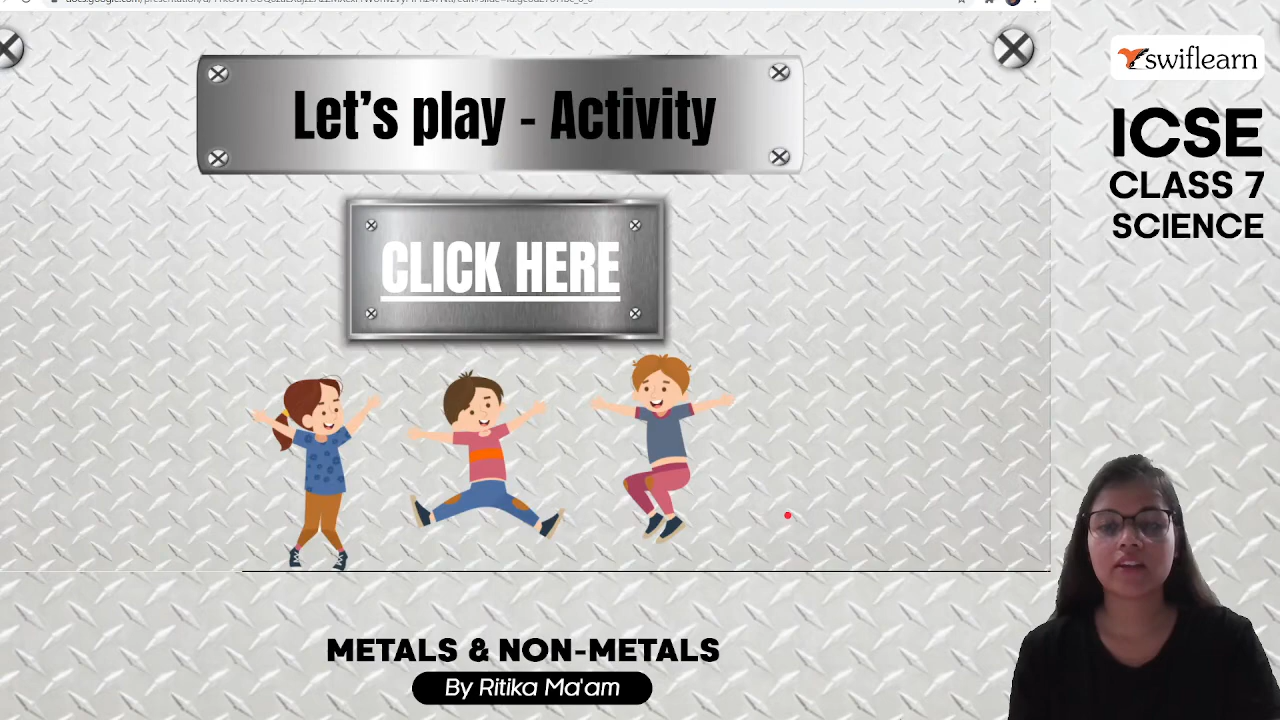 Let's play - Activity
CLICK HERE
swiflearn
ICSE
CLASS 7
SCIENCE
METALS & NON-METALS
By Ritika Ma'am